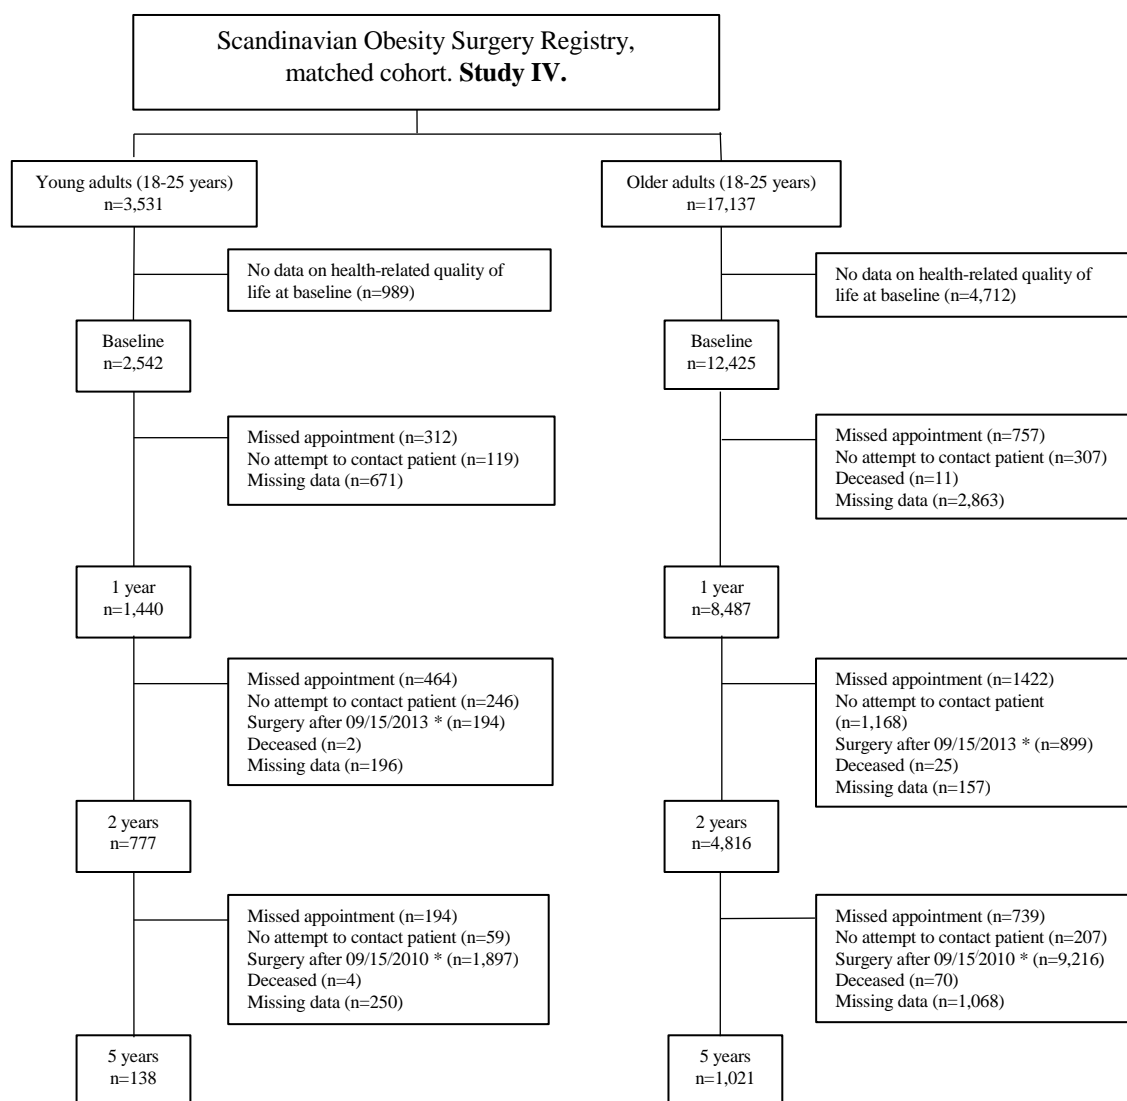 Scandinavian Obesity Surgery Registry,
matched cohort. Study IV.
Young adults (18-25 years)
n=3,531
Older adults (18-25 years)
n=17,137
No data on health-related quality of
life at baseline (n=989)
No data on health-related quality of
life at baseline (n=4,712)
Baseline
n=2,542
Baseline
n=12,425
Missed appointment (n=312)
No attempt to contact patient (n=119)
Missing data (n=671)
Missed appointment (n=757)
No attempt to contact patient (n=307)
Deceased (n=11)
Missing data (n=2,863)
1 year
n=1,440
1 year
n=8,487
Missed appointment (n=464)
No attempt to contact patient (n=246)
Surgery after 09/15/2013 * (n=194)
Deceased (n=2)
Missing data (n=196)
Missed appointment (n=1422)
No attempt to contact patient
(n=1,168)
Surgery after 09/15/2013 * (n=899)
Deceased (n=25)
Missing data (n=157)
2 years
n=777
2 years
n=4,816
Missed appointment (n=194)
No attempt to contact patient (n=59)
Surgery after 09/15/2010 * (n=1,897)
Deceased (n=4)
Missing data (n=250)
Missed appointment (n=739)
No attempt to contact patient (n=207)
Surgery after 09/15/2010 * (n=9,216)
Deceased (n=70)
Missing data (n=1,068)
5 years
n=138
5 years
n=1,021